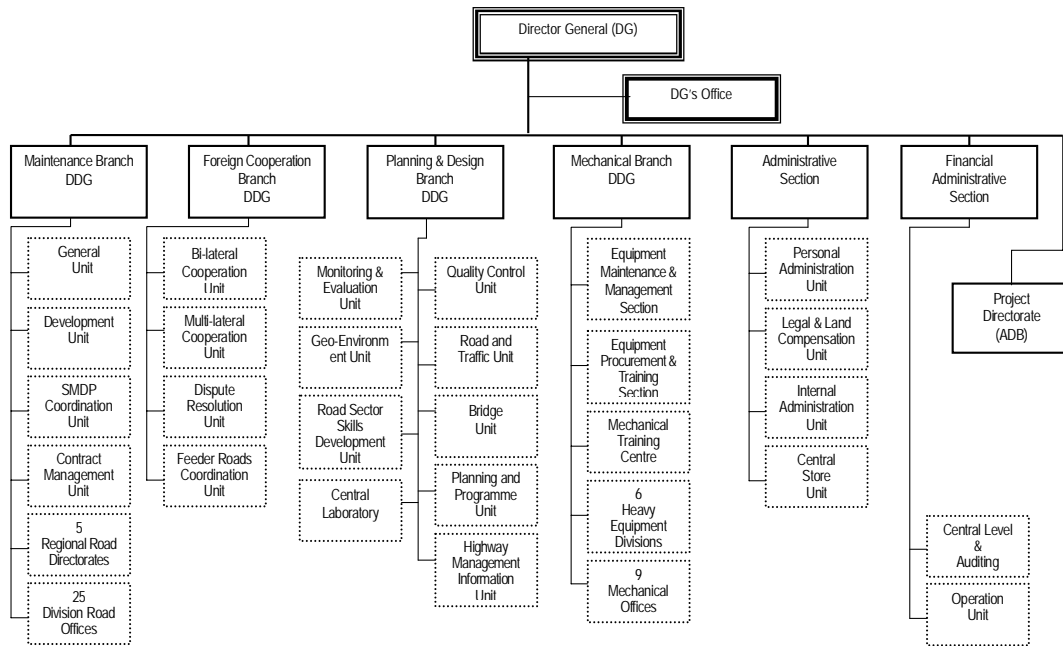 Director General (DG)
DG's Office
Maintenance Branch
DDG
Foreign Cooperation
Branch
DDG
Planning & Design
Branch
DDG
Mechanical Branch
DDG
Administrative
Section
Financial
Administrative
Section
Project
Directorate
(ADB)
General
Unit
Development
Unit
SMDP
Coordination
Unit
Contract
Management
Unit
5
Regional Road
Directorates
25
Division Road
Offices
Bi-lateral
Cooperation
Unit
Multi-lateral
Cooperation
Unit
Dispute
Resolution
Unit
Feeder Roads
Coordination
Unit
Monitoring &
Evaluation
Unit
Geo-Environ
ment Unit
Road Sector
Skills
Development
Unit
Central
Laboratory
Quality Control
Unit
Road and
Traffic Unit
Bridge
Unit
Planning and
Programme
Unit
Highway
Management
Information
Unit
Equipment
Maintenance &
Management
Section
Equipment
Procurement &
Training
Section
Mechanical
Training
Centre
6
Heavy
Equipment
Divisions
9
Mechanical
Offices
Personal
Administration
Unit
Legal & Land
Compensation
Unit
Internal
Administration
Unit
Central
Store
Unit
Central Level
&
Auditing
Operation
Unit